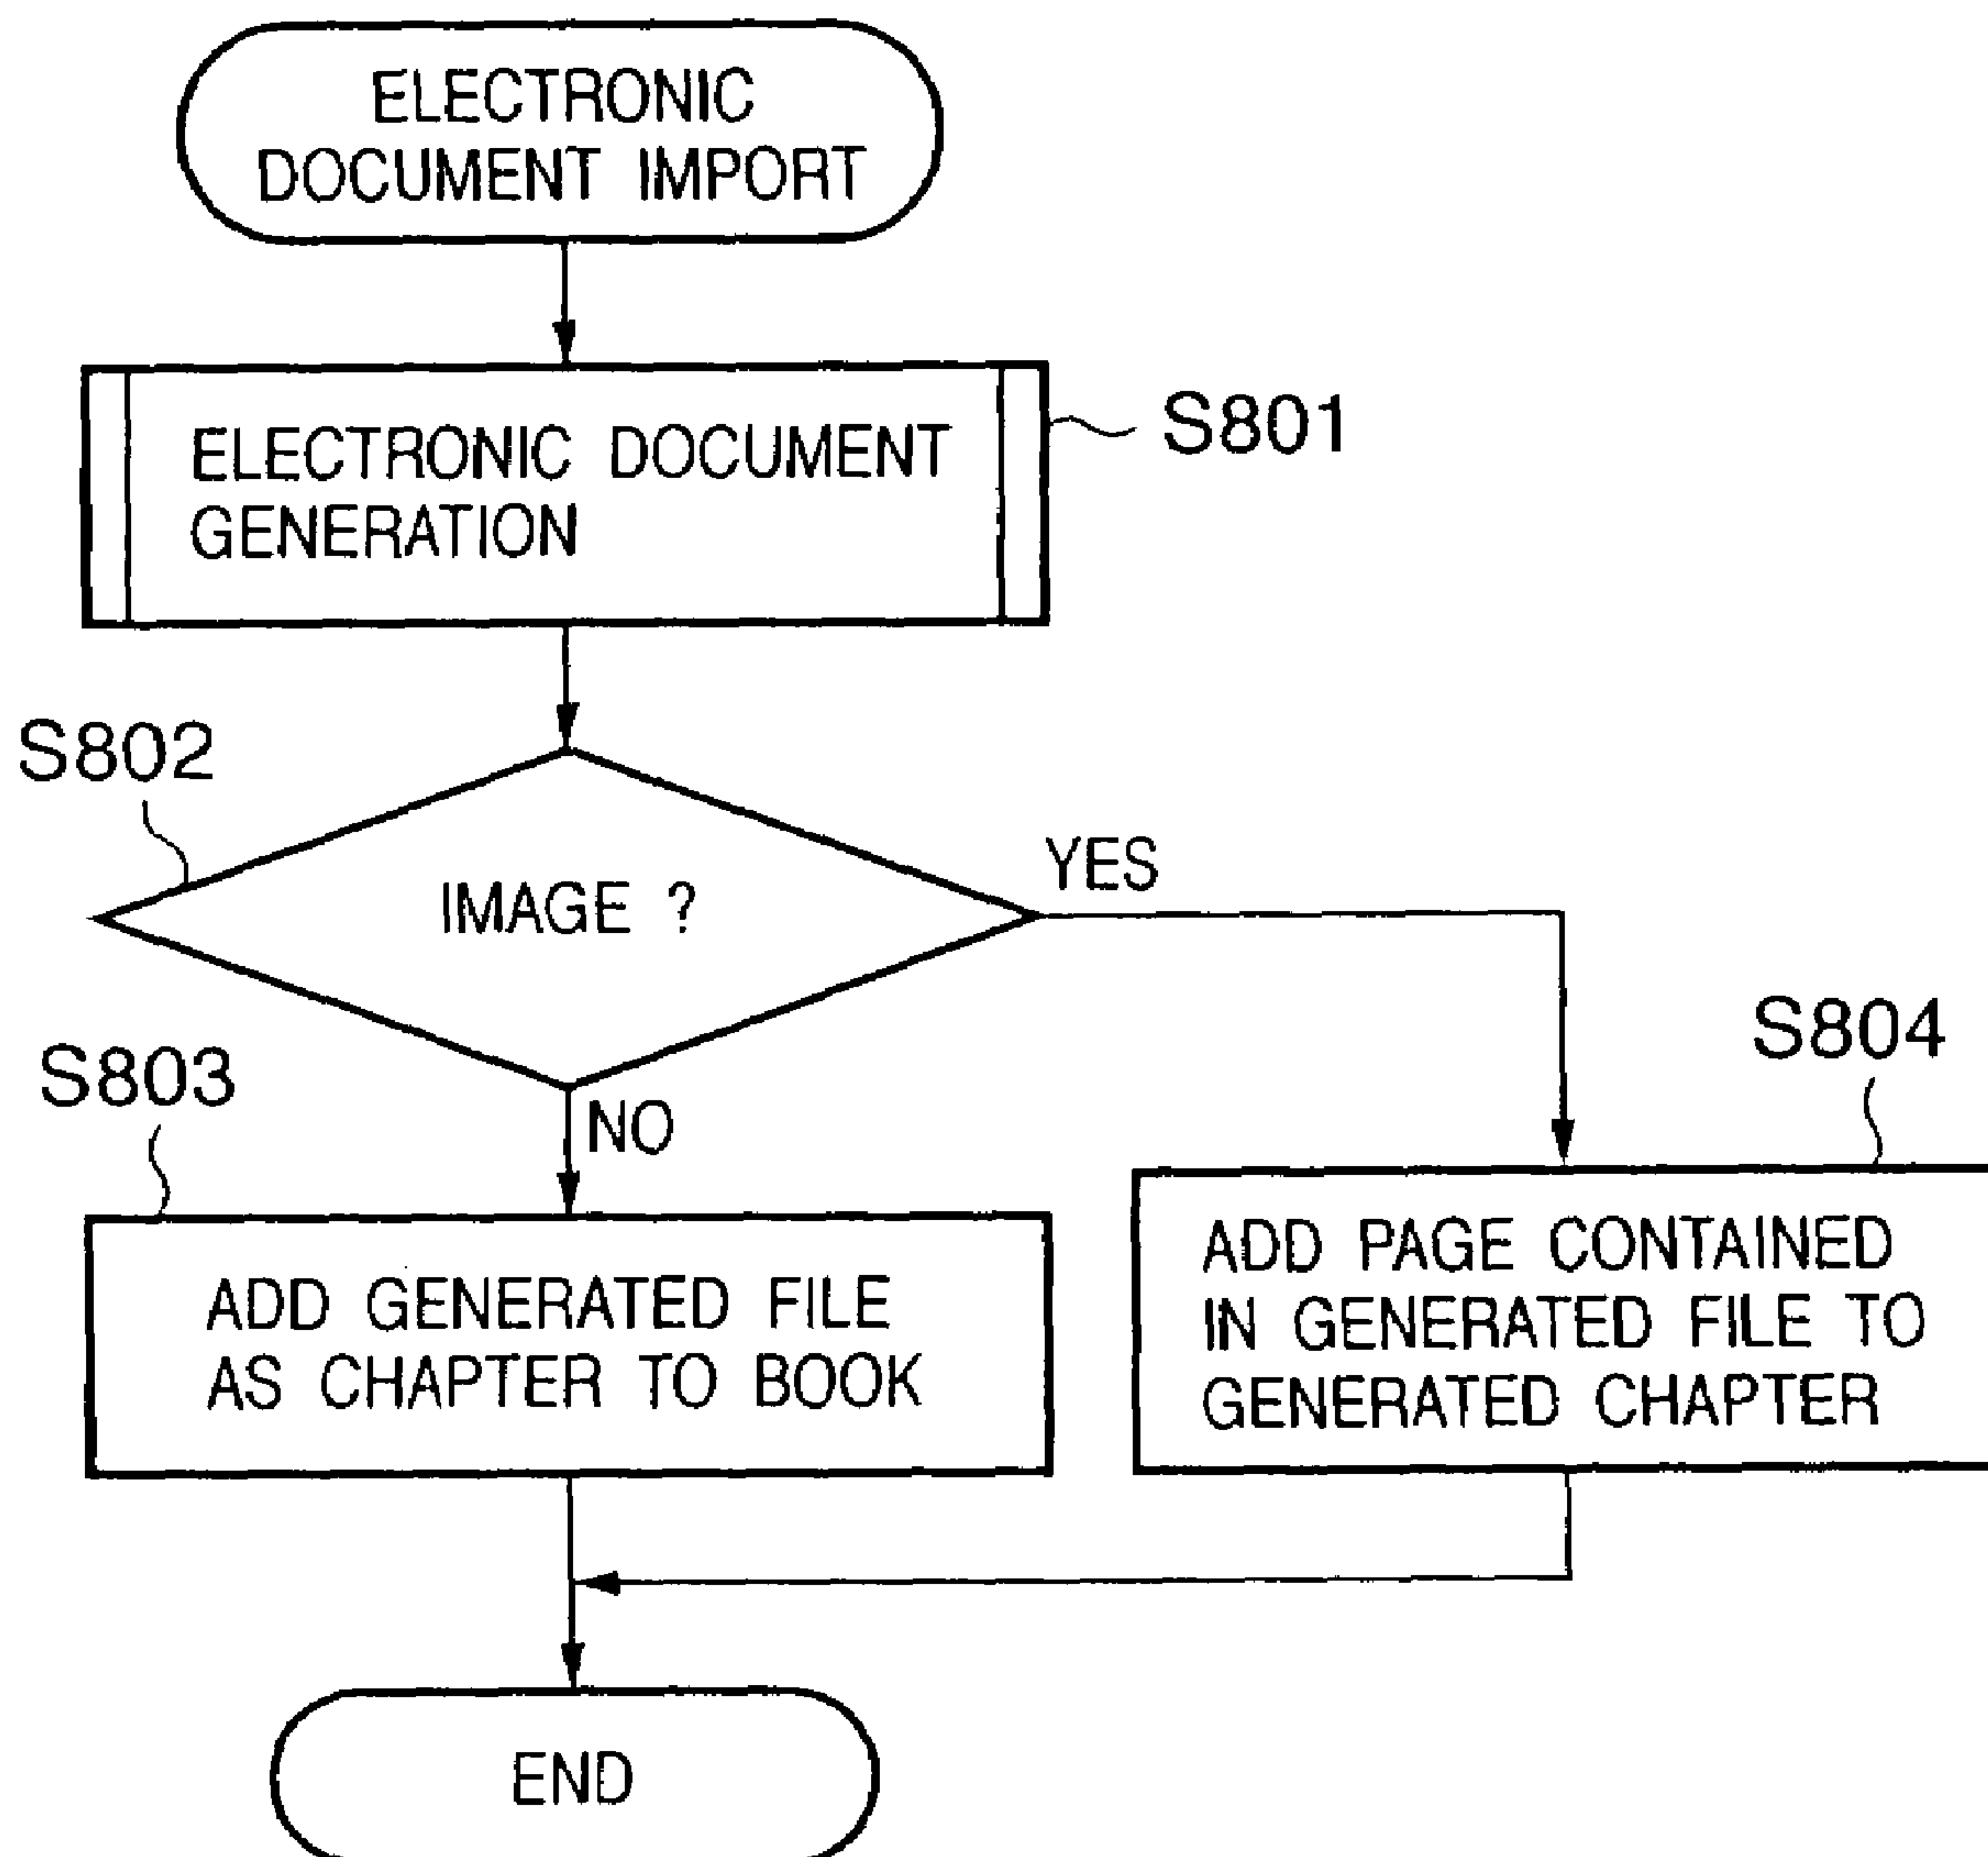 ELECTRONIC
DOCUMENT IMPORT
ELECTRONIC DOCUMENT
GENERATION
S801
S802
IMAGE ?
YES
S803
NO
S804
ADD GENERATED FILE
AS CHAPTER TO BOOK
ADD PAGE CONTAINED
IN GENERATED FILE TO
GENERATED CHAPTER
END